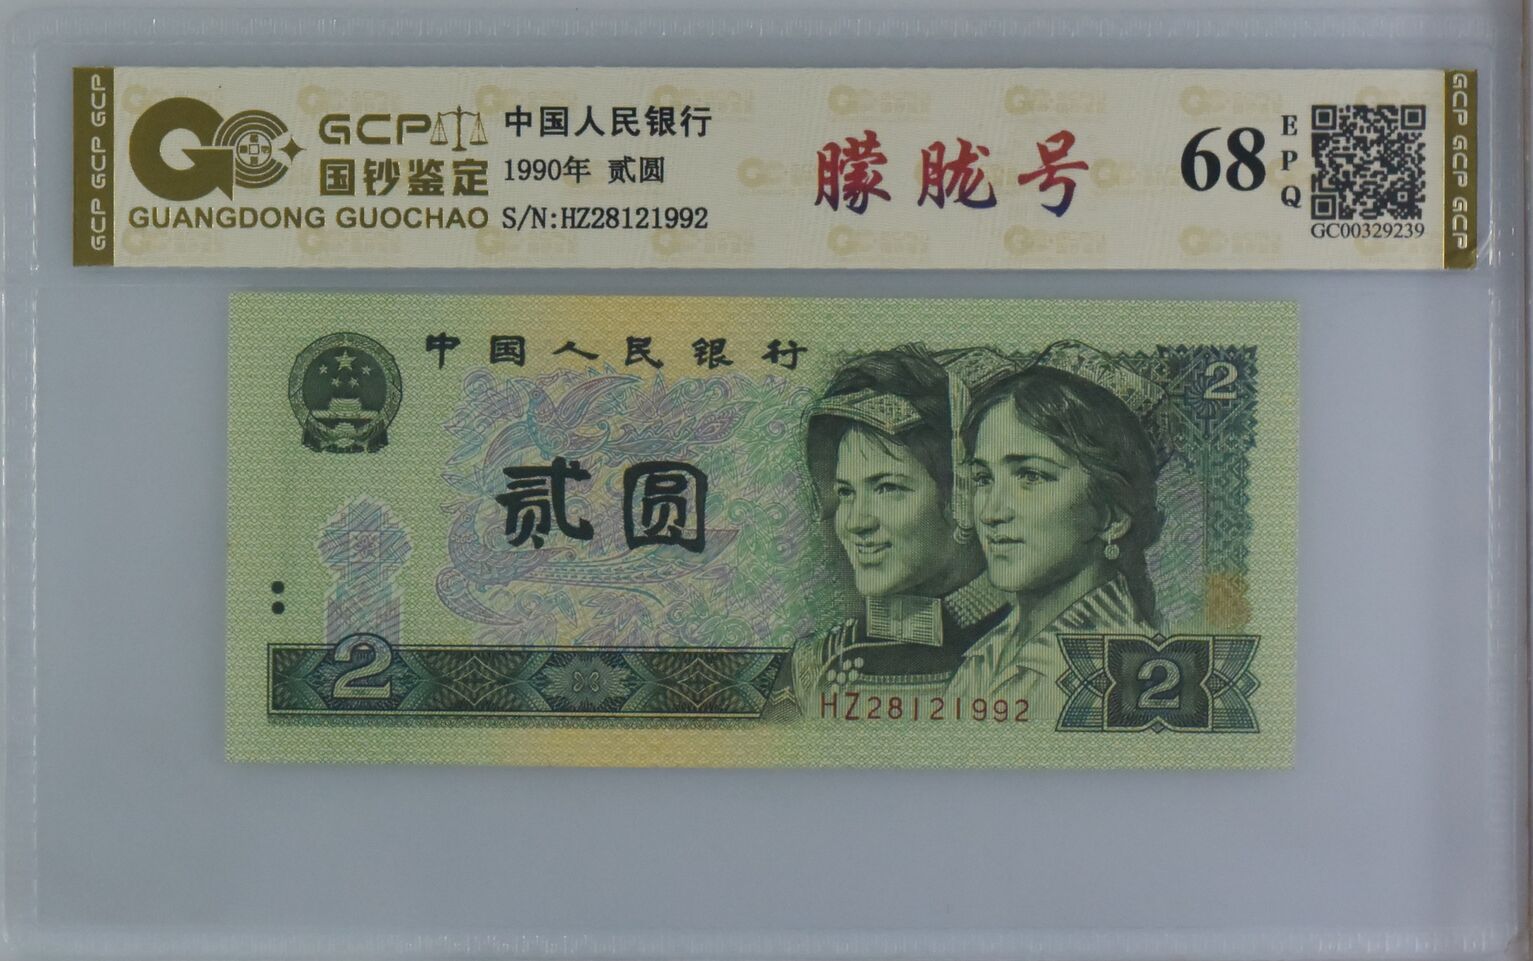 GCP GCP GCP
GCP
国钞鉴定
GUANGDONG GUOCHAO
中国人民银行
1990年 贰圆
S/N:HZ28121992
朦胧号
68
EPQ
GC00329239
GCP GCP GCP
中国人民银行
2
贰圆
2
2
HZ28121992